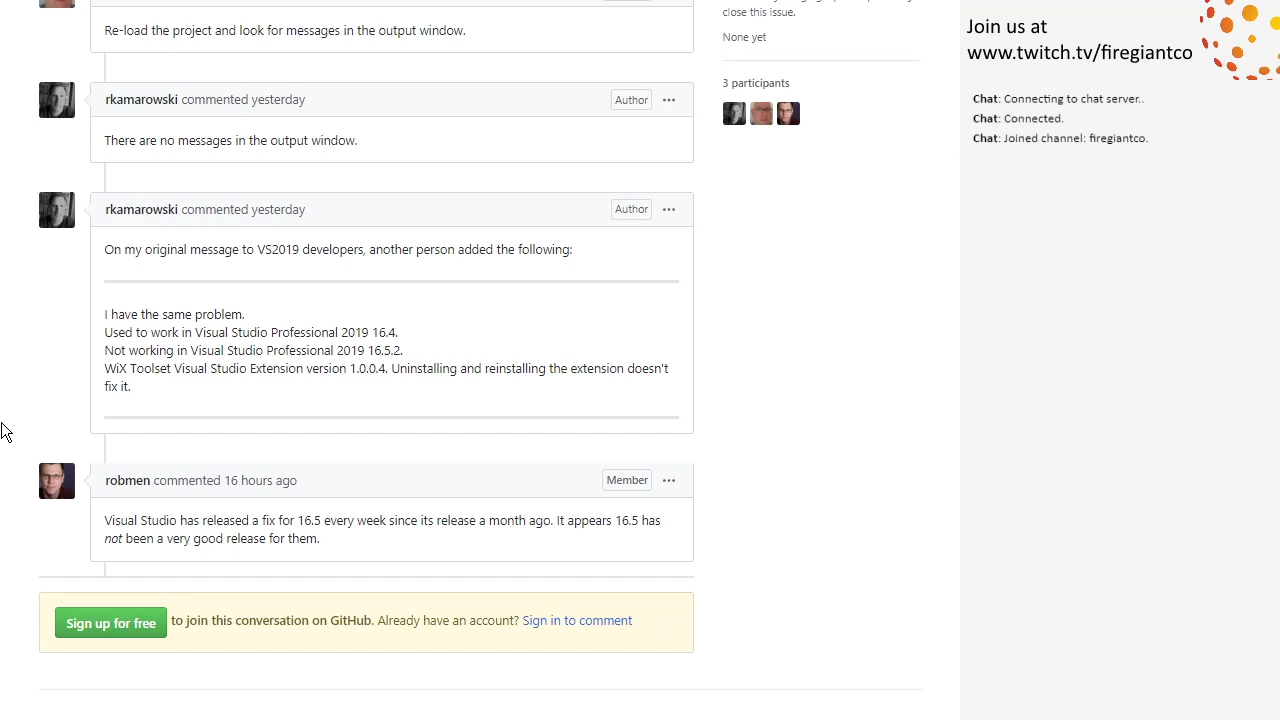 close this issue.
Re-load the project and look for messages in the output window.
None yet
3 participants
rkamarowski commented yesterday
Author
There are no messages in the output window.
rkamarowski commented yesterday
Author
On my original message to VS2019 developers, another person added the following:
I have the same problem.
Used to work in Visual Studio Professional 2019 16.4.
Not working in Visual Studio Professional 2019 16.5.2.
WiX Toolset Visual Studio Extension version 1.0.0.4. Uninstalling and reinstalling the extension doesn't
fix it.
robmen commented 16 hours ago
Member
Visual Studio has released a fix for 16.5 every week since its release a month ago. It appears 16.5 has
not been a very good release for them.
Sign up for free to join this conversation on GitHub. Already have an account? Sign in to comment
Join us at
www.twitch.tv/firegiantco
Chat: Connecting to chat server..
Chat: Connected.
Chat: Joined channel: firegiantco.